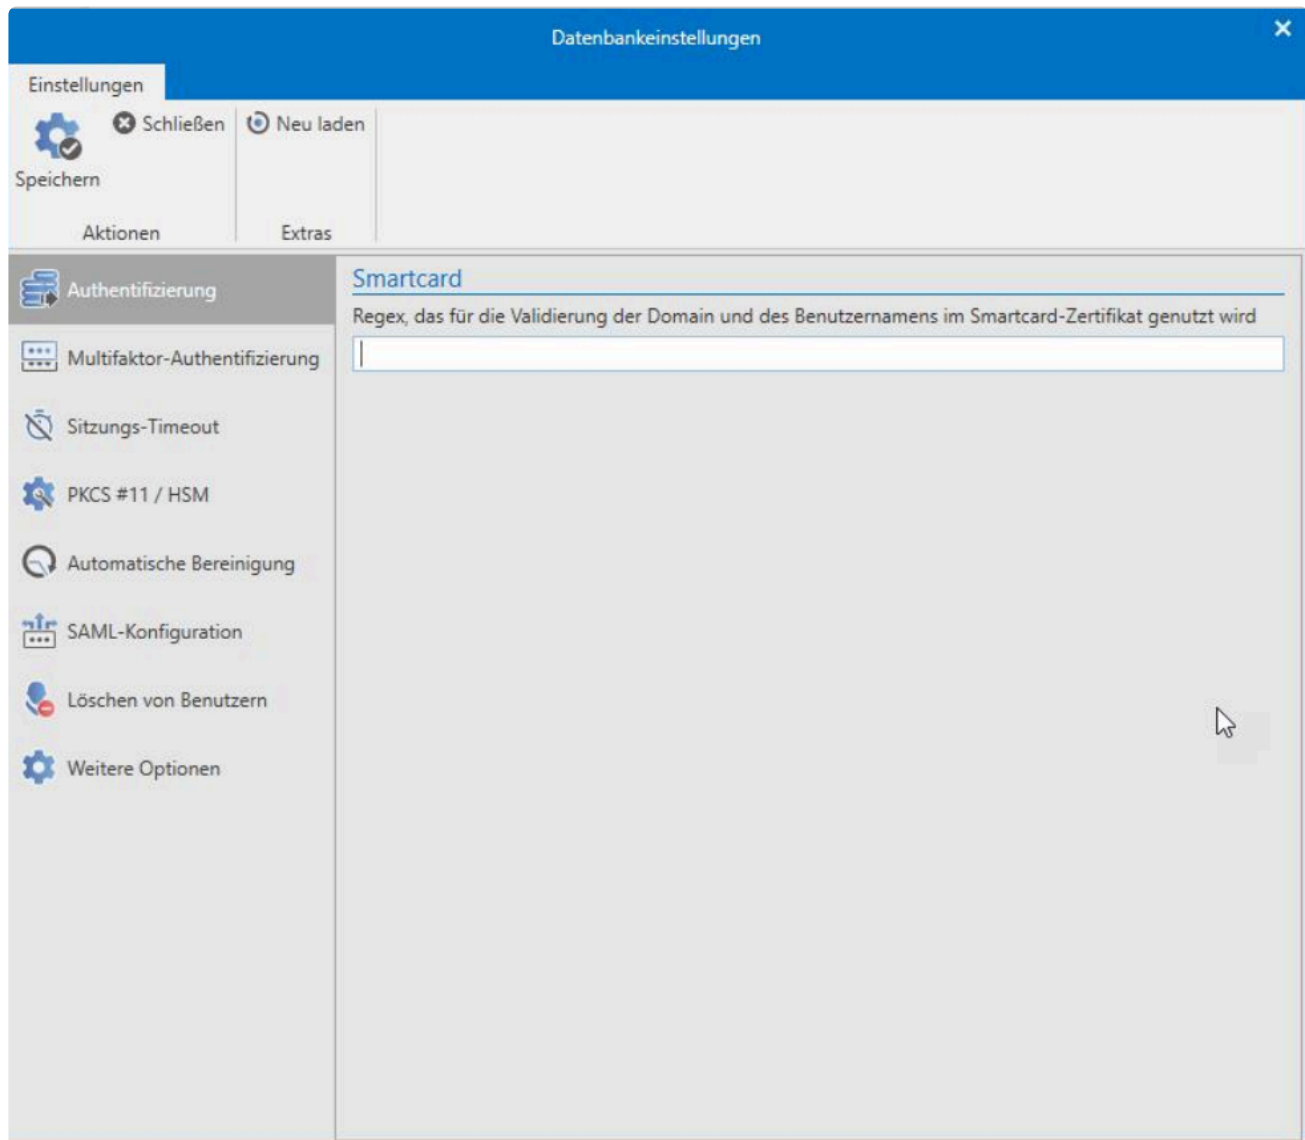 Datenbankeinstellungen
Einstellungen
Schließen
Neu laden
Speichern
Aktionen
Extras
Authentifizierung
Multifaktor-Authentifizierung
Sitzungs-Timeout
PKCS #11 / HSM
Automatische Bereinigung
SAML-Konfiguration
Löschen von Benutzern
Weitere Optionen
Smartcard
Regex, das für die Validierung der Domain und des Benutzernamens im Smartcard-Zertifikat genutzt wird